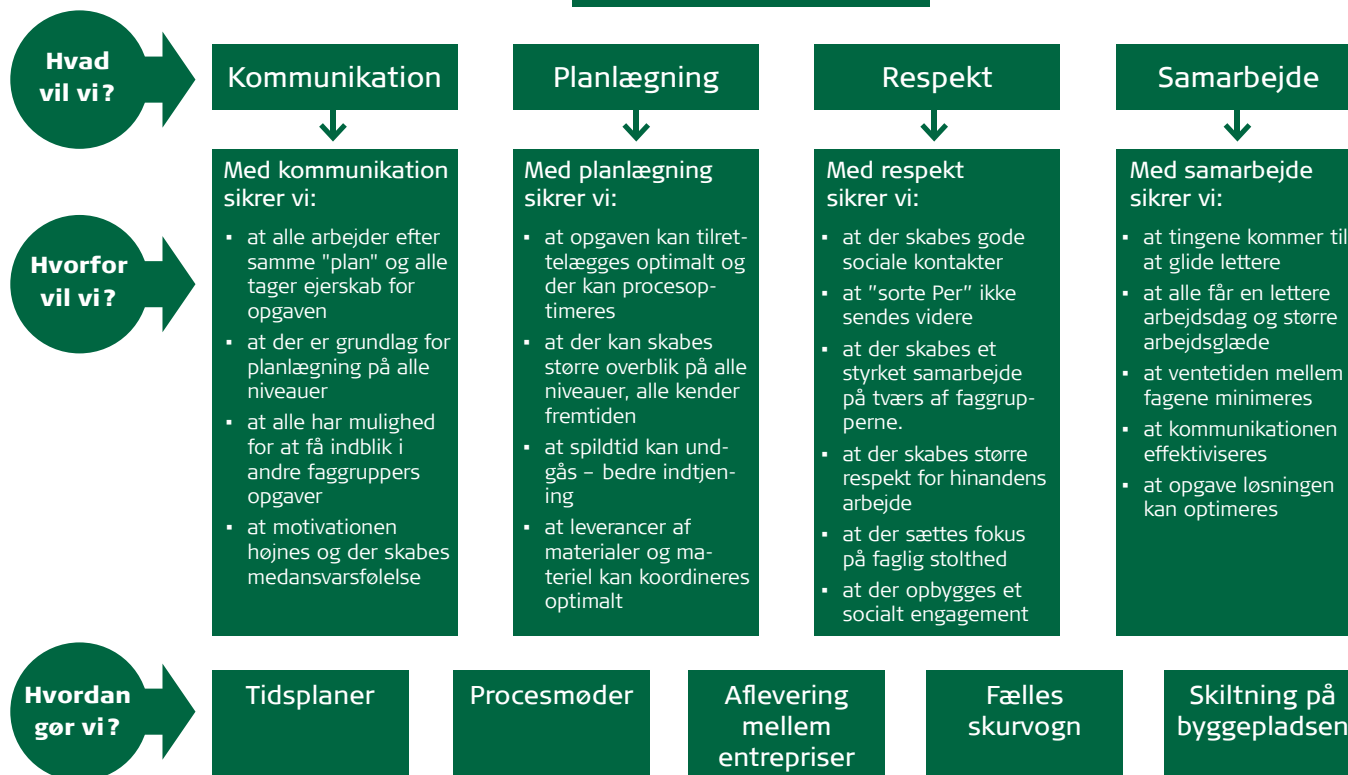 Hvad
vil vi?
Kommunikation
Planlægning
Respekt
Samarbejde
Hvorfor
vil vi?
Med kommunikation
sikrer vi:
▪ at alle arbejder efter
samme "plan" og alle
tager ejerskab for
opgaven
▪ at der er grundlag for
planlægning på alle
niveauer
▪ at alle har mulighed
for at få indblik i
andre faggruppers
opgaver
▪ at motivationen
højnes og der skabes
medansvarsfølelse
Med planlægning
sikrer vi:
▪ at opgaven kan tilret-
telægges optimalt og
der kan procesop-
timeres
▪ at der kan skabes
større overblik på alle
niveauer, alle kender
fremtiden
▪ at spildtid kan und-
gås – bedre indtjen-
ing
▪ at leverancer af
materialer og ma-
teriel kan koordineres
optimalt
Med respekt
sikrer vi:
▪ at der skabes gode
sociale kontakter
▪ at ”sorte Per” ikke
sendes videre
▪ at der skabes et
styrket samarbejde
på tværs af faggrup-
perne.
▪ at der skabes større
respekt for hinandens
arbejde
▪ at der sættes fokus
på faglig stolthed
▪ at der opbygges et
socialt engagement
Med samarbejde
sikrer vi:
▪ at tingene kommer til
at glide lettere
▪ at alle får en lettere
arbejdsdag og større
arbejdsglæde
▪ at ventetiden mellem
fagene minimeres
▪ at kommunikationen
effektiviseres
▪ at opgave løsningen
kan optimeres
Hvordan
gør vi?
Tidsplaner
Procesmøder
Aflevering
mellem
entrepriser
Fælles
skurvogn
Skiltning på
byggepladsen